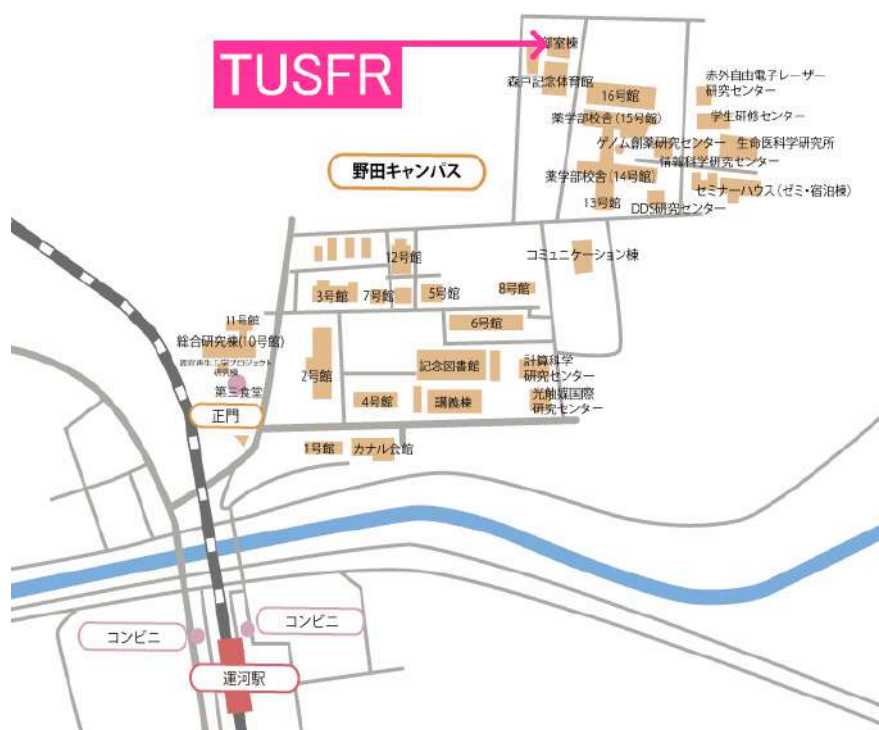 TUSFR
部室棟
森戸記念体育館
16号館
赤外自由電子レーザー
研究センター
薬学部校舎(15号館)
学生研修センター
ゲノム創薬研究センター
生命医科学研究所
情報科学研究センター
野田キャンパス
薬学部校舎(14号館)
セミナーハウス(ゼミ・宿泊棟)
13号館
DDS研究センター
12号館
コミュニケーション棟
3号館
7号館
5号館
8号館
11号館
6号館
総合研究棟(10号館)
記念図書館
計算科学
研究センター
研究棟
2号館
第三食堂
4号館
講義棟
光触媒国際
研究センター
正門
1号館
カナル会館
コンビニ
コンビニ
運河駅